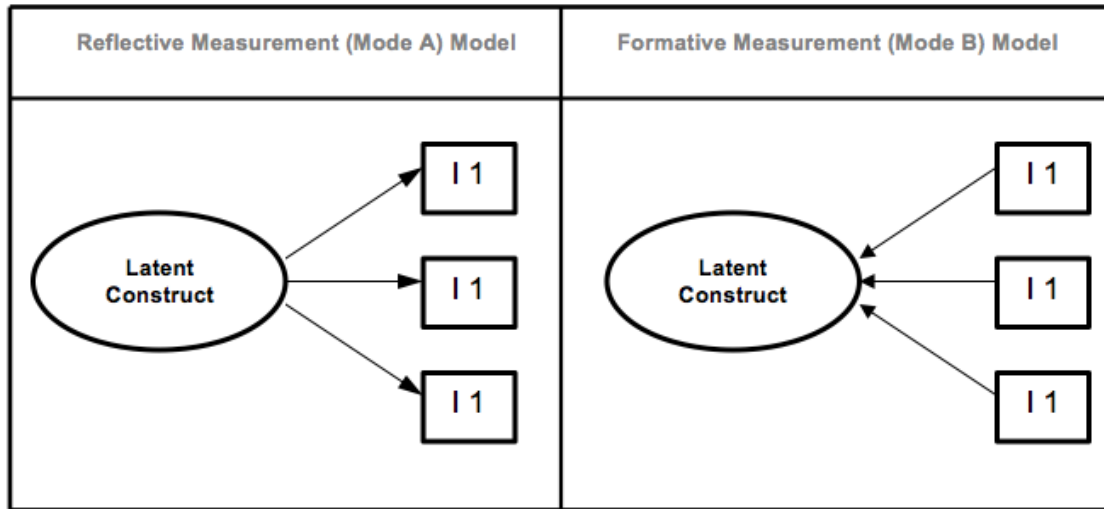 Reflective Measurement (Mode A) Model
Formative Measurement (Mode B) Model
Latent
Construct
I 1
I 1
I 1
Latent
Construct
I 1
I 1
I 1